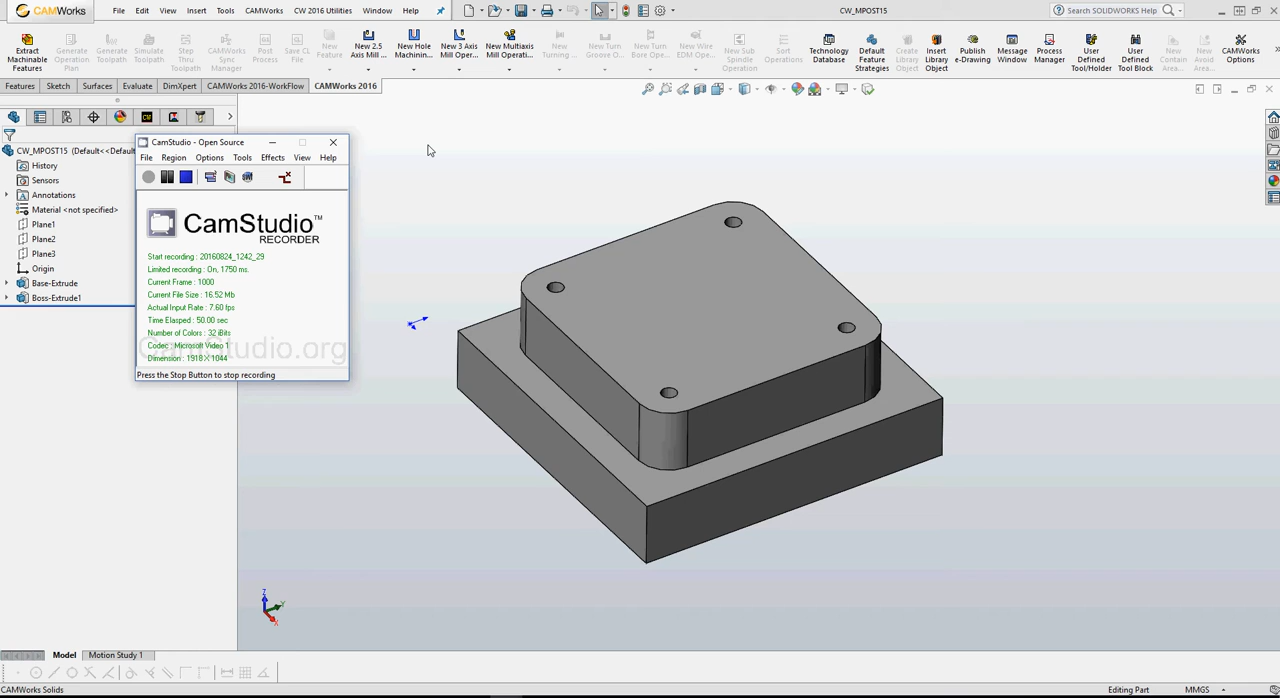 CAMWorks File Edit View Insert Tools CAMWorks CW 2016 Utilities Window Help CW_MPOST15 Search SOLIDWORKS Help
Extract Machinable Features
Generate Operation Plan
Generate Toolpath
Simulate Toolpath
Step Thru Toolpath
CAMWorks Sync Manager
Post Process
Save CL File
New Feature
New 2.5 Axis Mill ...
New Hole Machinin...
New 3 Axis Mill Oper...
New Multiaxis Mill Operati...
New ...
New Turning ...
New Turn Groove O...
New Turn Bore Ope...
New Wire EDM Ope...
New Sub Spindle Operation
Sort Operations
Technology Database
Default Feature Strategies
Create Library Object
Insert Library Object
Publish e-Drawing
Message Window
Process Manager
User Defined Tool/Holder
User Defined Tool Block
New Contain Area...
New Avoid Area...
CAMWorks Options
Features Sketch Surfaces Evaluate DimXpert CAMWorks 2016-WorkFlow CAMWorks 2016
CW_MPOST15 (Default<<Default
History
Sensors
Annotations
Material <not specified>
Plane1
Plane2
Plane3
Origin
Base-Extrude
Boss-Extrude1
CamStudio - Open Source
File Region Options Tools Effects View Help
CamStudio™
RECORDER
Start recording : 20160824_1242_29
Limited recording : On, 1750 ms.
Current Frame : 1000
Current File Size : 16.52 Mb
Actual Input Rate : 7.60 fps
Time Elasped : 50.00 sec
Number of Colors : 32 iBits
Codec : Microsoft Video 1
CamStudio.org
Dimension : 1918 X 1044
Press the Stop Button to stop recording
Z
Y
X
Model Motion Study 1
CAMWorks Solids Editing Part MMGS